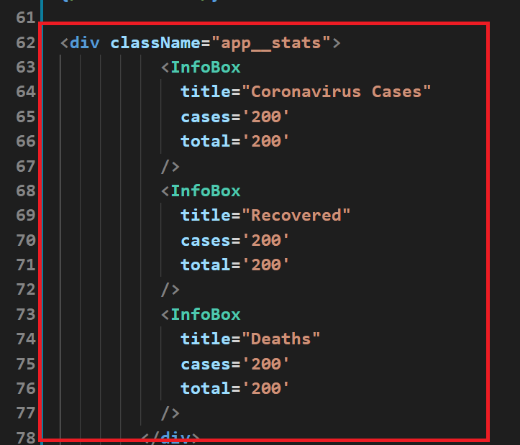 61
62 <div className="app__stats">
63 <InfoBox
64 title="Coronavirus Cases"
65 cases='200'
66 total='200'
67 />
68 <InfoBox
69 title="Recovered"
70 cases='200'
71 total='200'
72 />
73 <InfoBox
74 title="Deaths"
75 cases='200'
76 total='200'
77 />
78 </div>